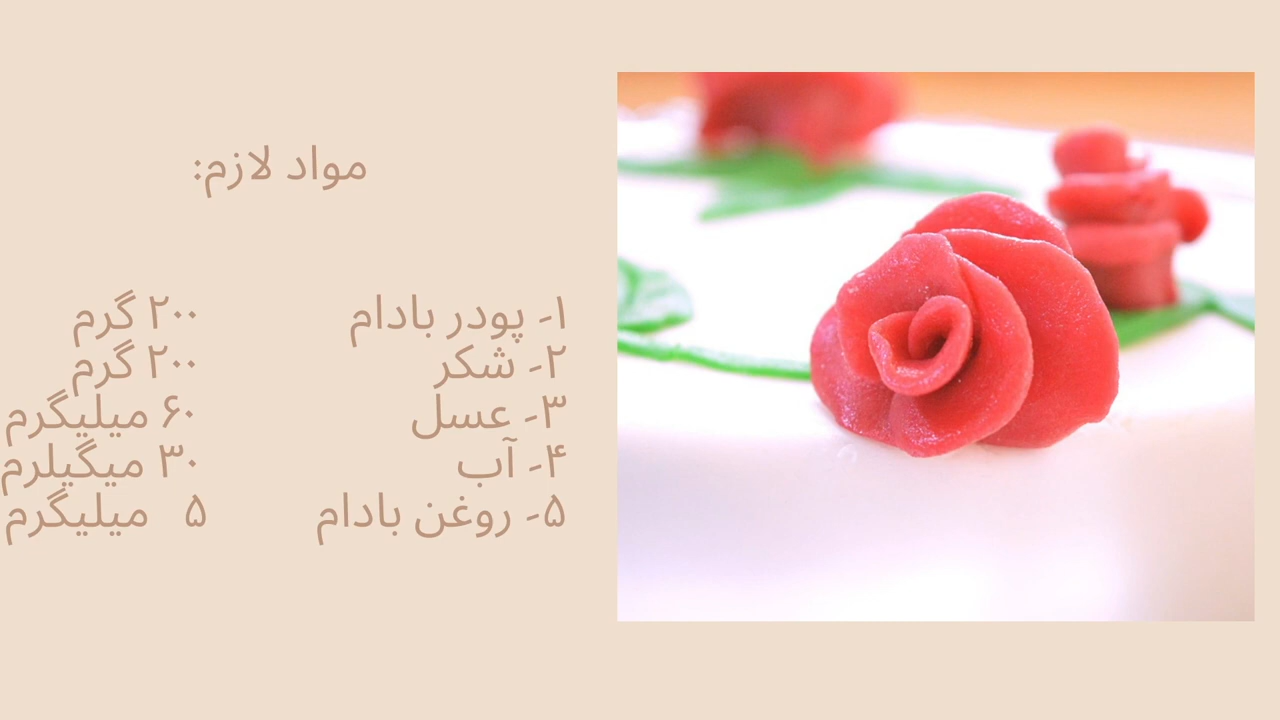 مواد لازم:
۱- پودر بادام ۲۰۰ گرم
۲- شکر ۲۰۰ گرم
۳- عسل ۶۰ میلیگرم
۴- آب ۳۰ میگیلرم
۵- روغن بادام ۵ میلیگرم